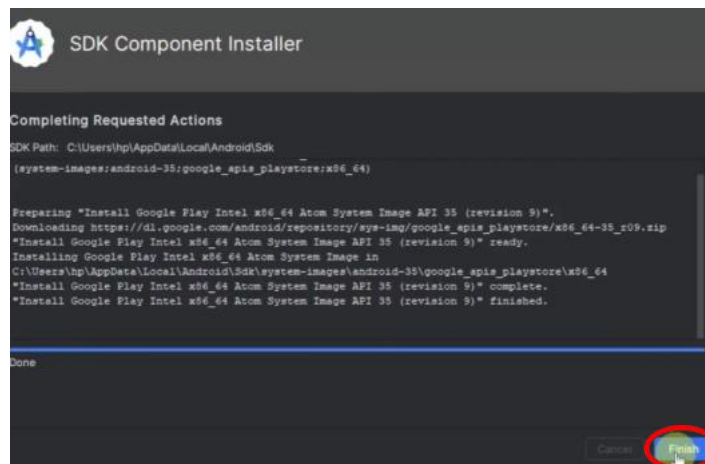 SDK Component Installer
Completing Requested Actions
SDK Path: C:\Users\hp\AppData\Local\Android\Sdk
(system-images;android-35;google_apis_playstore;x86_64)
Preparing "Install Google Play Intel x86_64 Atom System Image API 35 (revision 9)".
Downloading https://dl.google.com/android/repository/sys-img/google_apis_playstore/x86_64-35_r09.zip
"Install Google Play Intel x86_64 Atom System Image API 35 (revision 9)" ready.
Installing Google Play Intel x86_64 Atom System Image in
C:\Users\hp\AppData\Local\Android\Sdk\system-images\android-35\google_apis_playstore\x86_64
"Install Google Play Intel x86_64 Atom System Image API 35 (revision 9)" complete.
"Install Google Play Intel x86_64 Atom System Image API 35 (revision 9)" finished.
Done
Cancel Finish